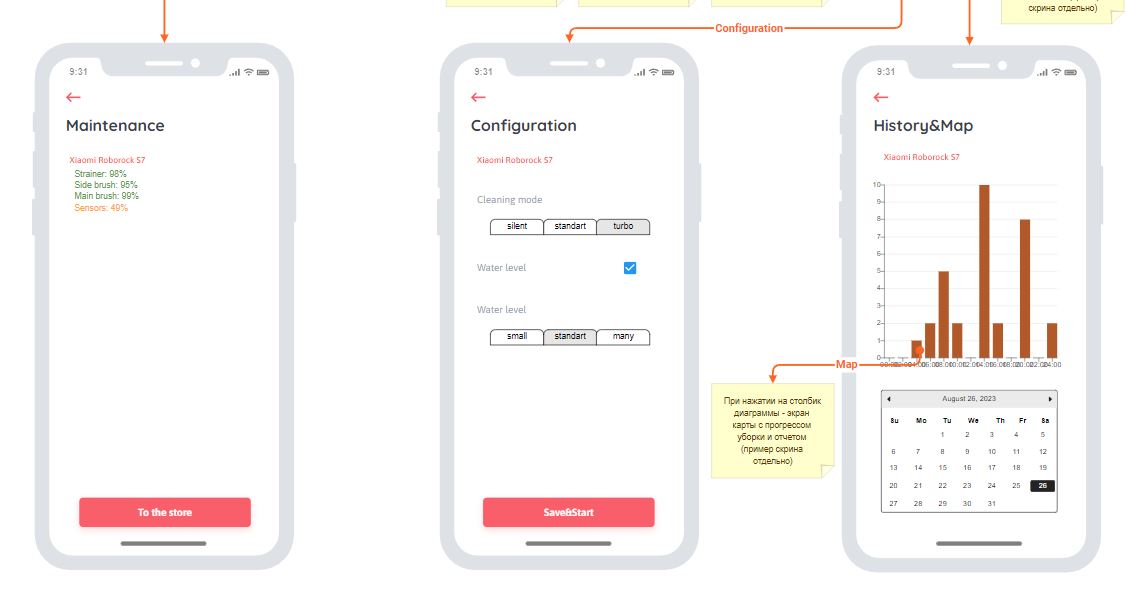 скрина отдельно)
Configuration
9:31
Maintenance
Xiaomi Roborock S7
Strainer: 98%
Side brush: 95%
Main brush: 99%
Sensors: 49%
To the store
9:31
Configuration
Xiaomi Roborock S7
Cleaning mode
silent standart turbo
Water level
Water level
small standart many
Save&Start
9:31
History&Map
Xiaomi Roborock S7
10
9
8
7
6
5
4
3
2
1
0
Map
При нажатии на столбик
диаграммы - экран
карты с прогрессом
уборки и отчетом
(пример скрина
отдельно)
August 26, 2023
Su Mo Tu We Th Fr Sa
1 2 3 4 5
6 7 8 9 10 11 12
13 14 15 16 17 18 19
20 21 22 23 24 25 26
27 28 29 30 31